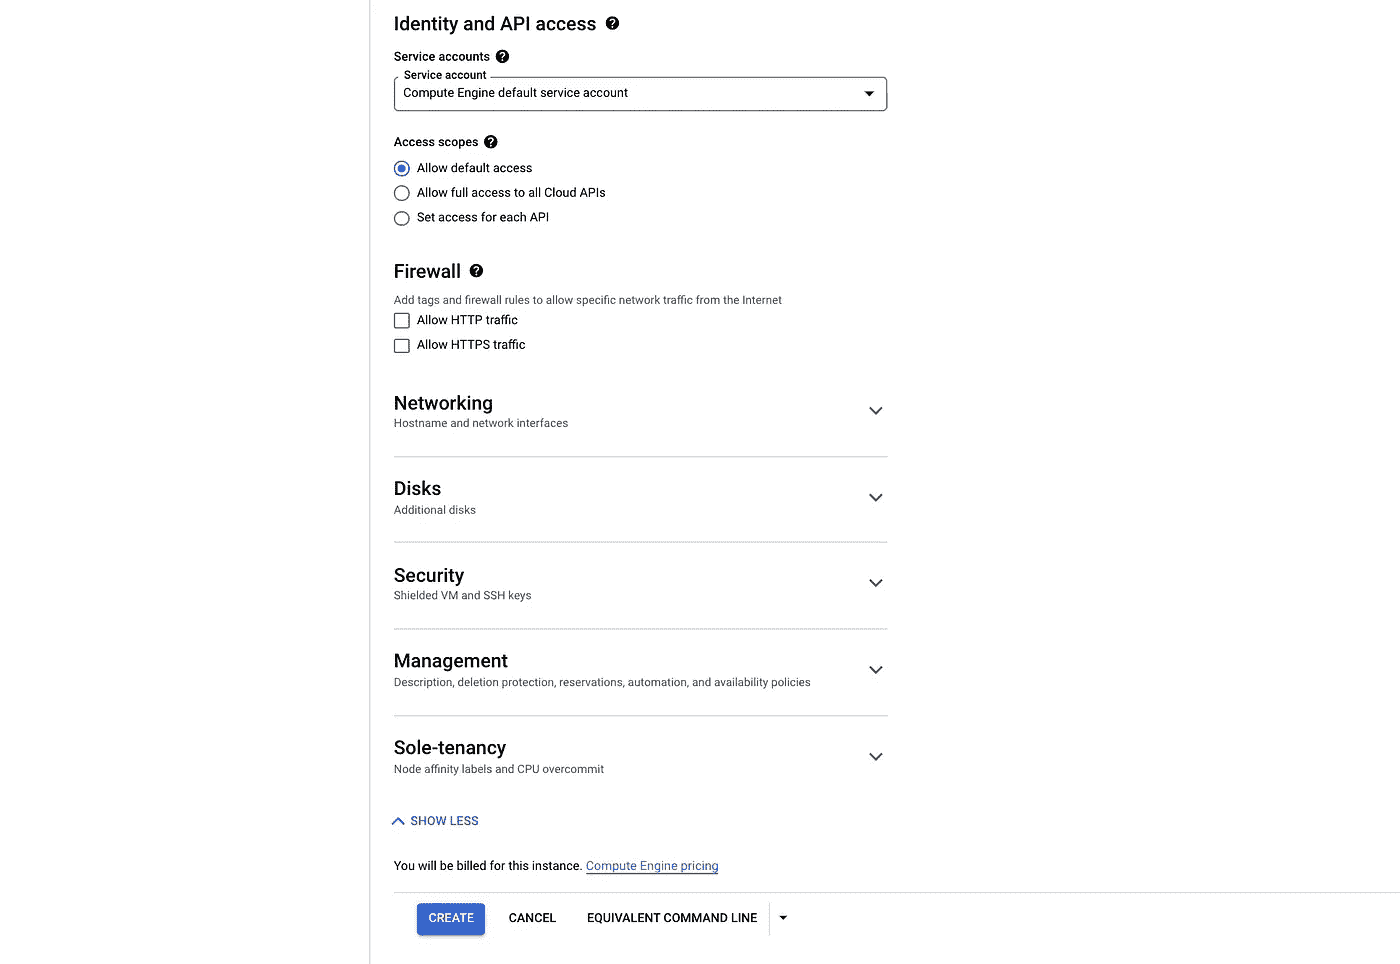 Identity and API access
Service accounts
Service account
Compute Engine default service account
Access scopes
Allow default access
Allow full access to all Cloud APIs
Set access for each API
Firewall
Add tags and firewall rules to allow specific network traffic from the Internet
Allow HTTP traffic
Allow HTTPS traffic
Networking
Hostname and network interfaces
Disks
Additional disks
Security
Shielded VM and SSH keys
Management
Description, deletion protection, reservations, automation, and availability policies
Sole-tenancy
Node affinity labels and CPU overcommit
SHOW LESS
You will be billed for this instance. Compute Engine pricing
CREATE CANCEL EQUIVALENT COMMAND LINE